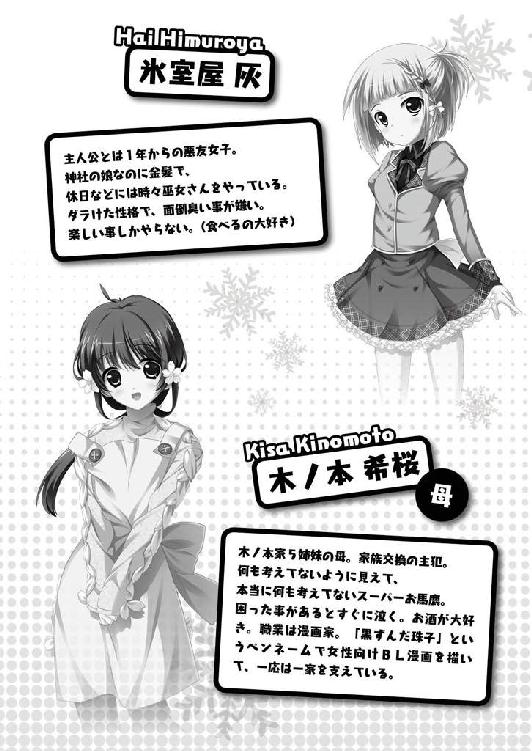 Hai Himuroya
氷室屋 灰
主人公とは1年からの悪友女子。
神社の娘なのに金髪で、
休日などには時々巫女さんをやっている。
ダラけた性格で、面倒臭い事が嫌い。
楽しい事しかやらない。(食べるの大好き)
Kisa Kinomoto
木ノ本 希桜
母
木ノ本家5姉妹の母。家族交換の主犯。
何も考えてないように見えて、
本当に何も考えてないスーパーお馬鹿。
困った事があるとすぐに泣く。お酒が大好
き。職業は漫画家。「黒ずんだ珠子」とい
うペンネームで女性向けBL漫画を描い
て、一応は一家を支えている。